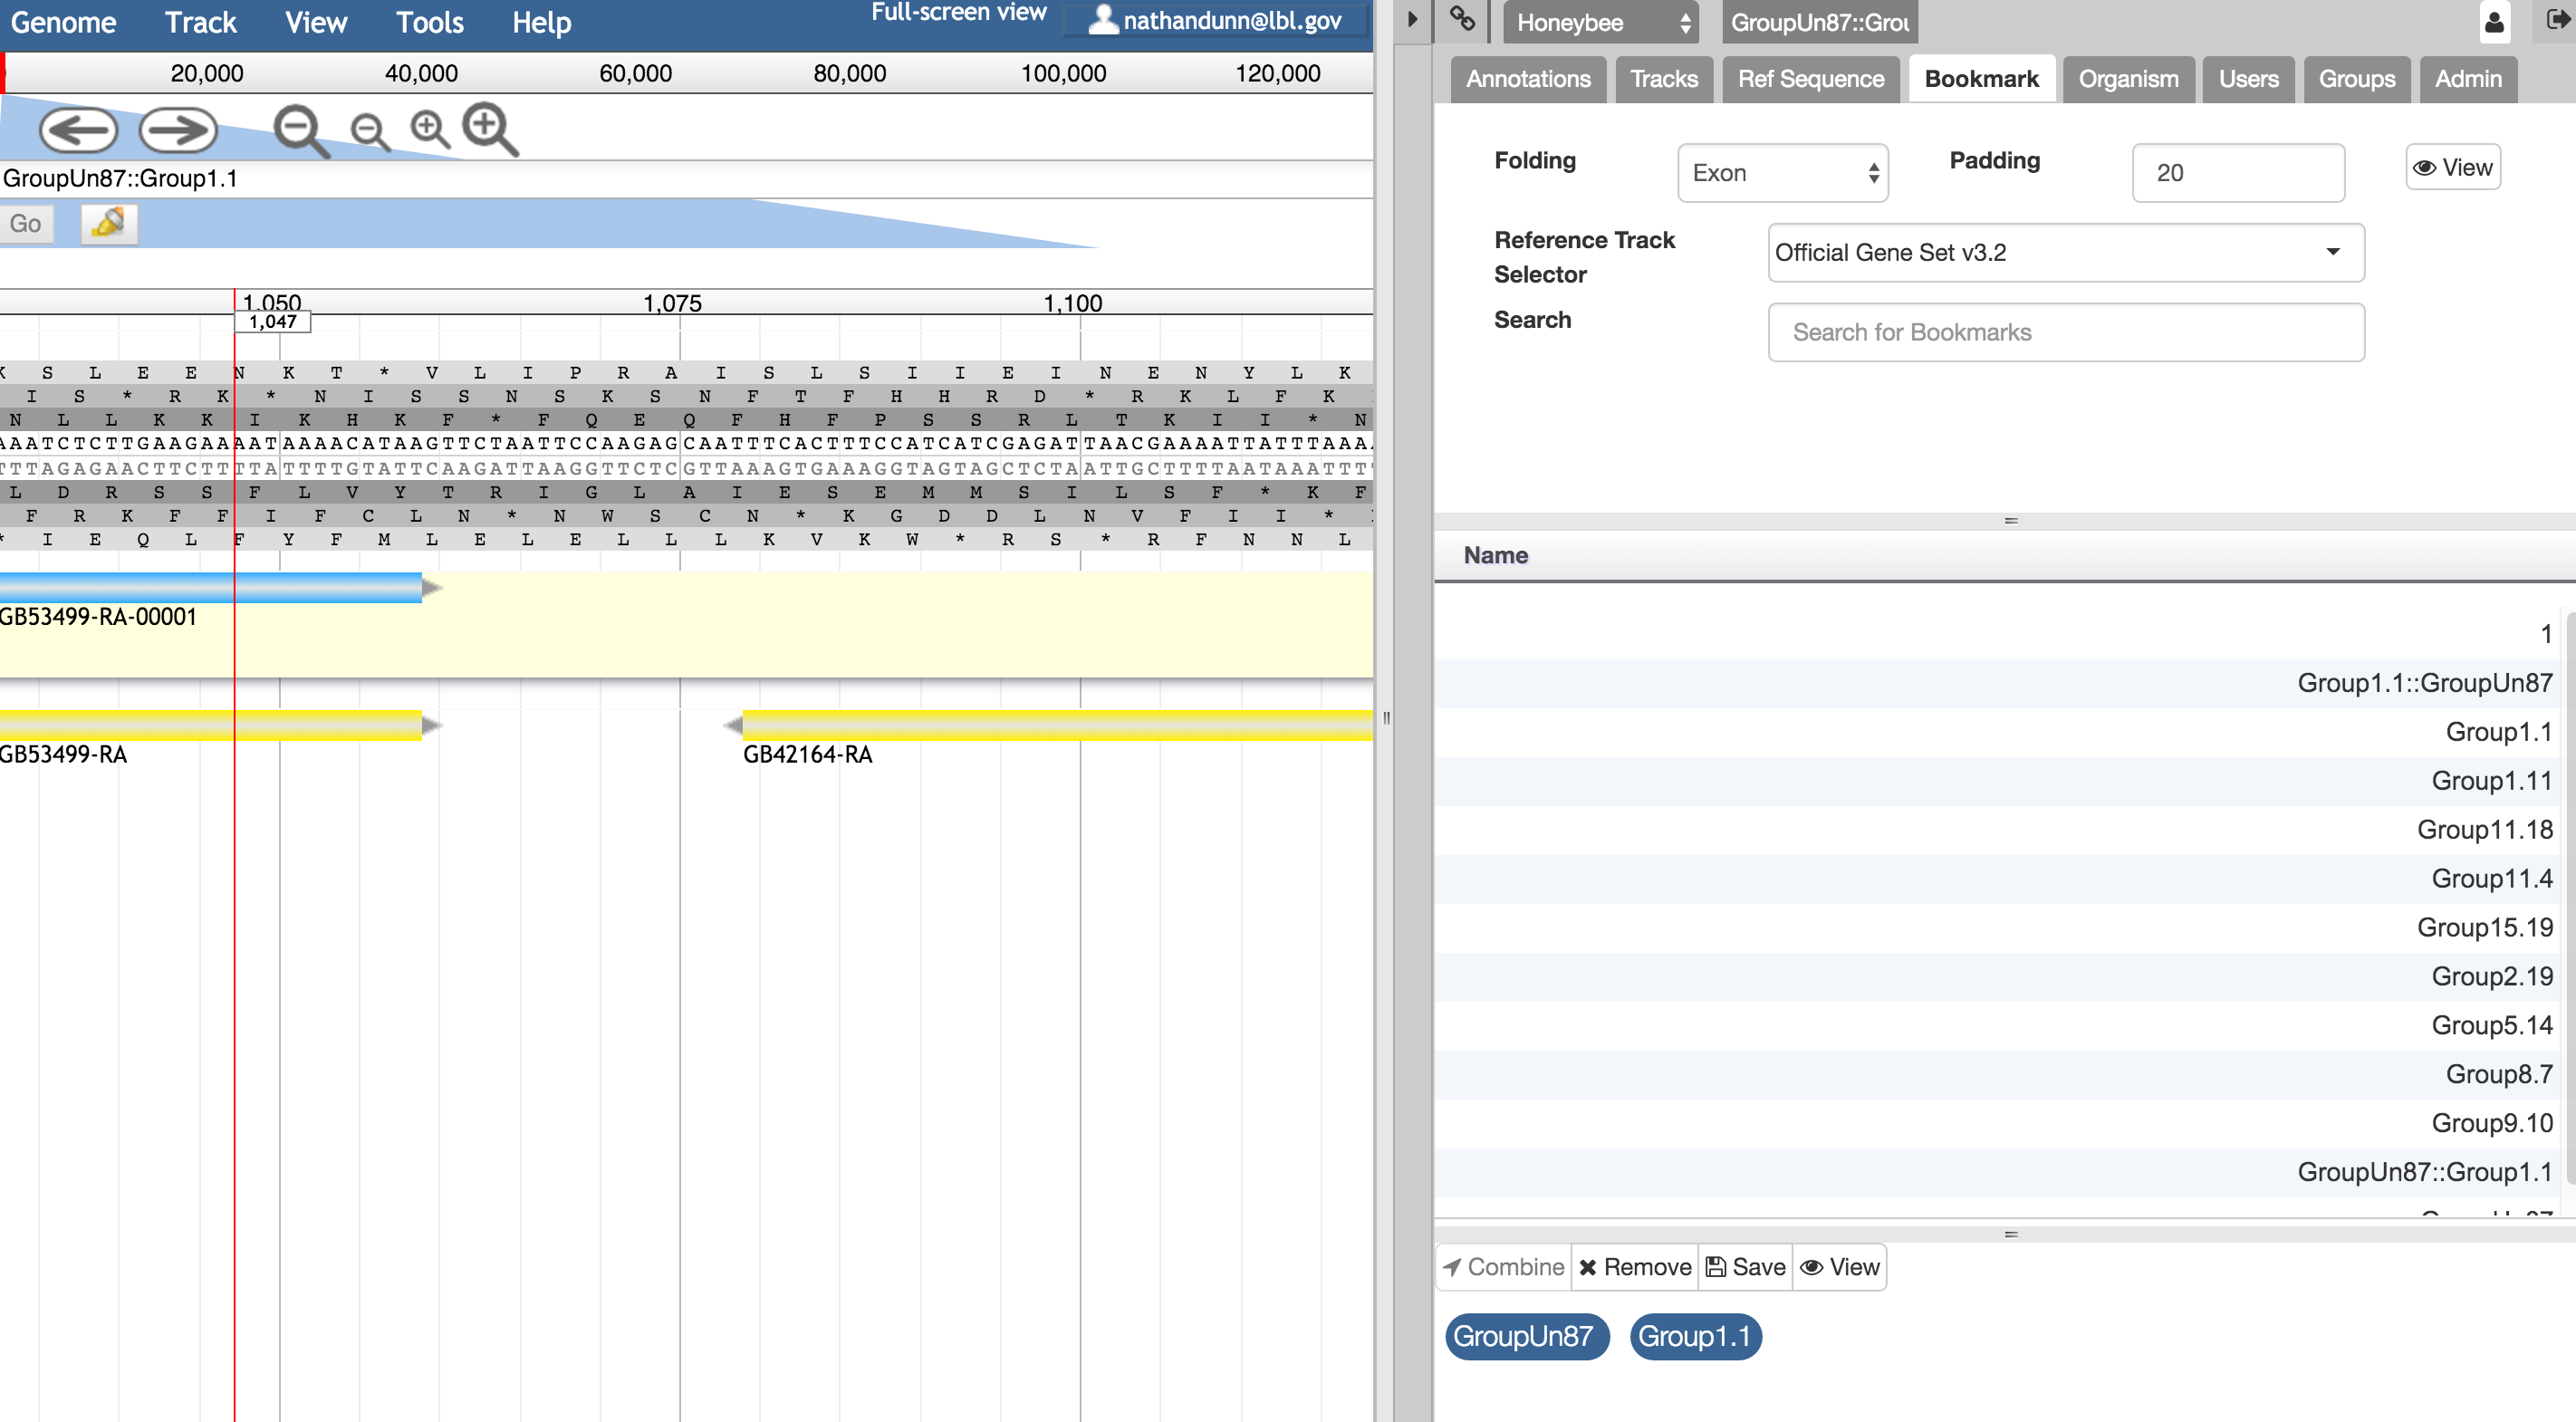 Genome Track View Tools Help Full-screen view nathandunn@lbl.gov
20,000 40,000 60,000 80,000 100,000 120,000
GroupUn87::Group1.1
Go
1,050 1,075 1,100
1,047
K S L E E N K T * V L I P R A I S L S I I E I N E N Y L K
I S * R K * N I S S N S K S N F T F H H R D * R K L F K
N L L K K I K H K F * F Q E Q F H F P S S R L T K I I * N
AAATCTCTTGAAGAAAATAAAACATAAGTTCTAATTCCAAGAGCAATTTCACTTTCCATCATCGAGATTAACGAAAATTATTTAAA
TTTAGAGAACTTCTTTTATTTTGTATTCAAGATTAAGGTTCTCGTTAAAGTGAAAGGTAGTAGCTCTAATTGCTTTTAATAAATTT
L D R S S F L V Y T R I G L A I E S E M M S I L S F * K F
F R K F F I F C L N * N W S C N * K G D D L N V F I I *
* I E Q L F Y F M L E L E L L L K V K W * R S * R F N N L
GB53499-RA-00001
GB53499-RA
GB42164-RA
Honeybee GroupUn87::Grou
Annotations Tracks Ref Sequence Bookmark Organism Users Groups Admin
Folding Exon Padding 20 View
Reference Track
Selector
Official Gene Set v3.2
Search Search for Bookmarks
Name
1
Group1.1::GroupUn87
Group1.1
Group1.11
Group11.18
Group11.4
Group15.19
Group2.19
Group5.14
Group8.7
Group9.10
GroupUn87::Group1.1
Combine Remove Save View
GroupUn87 Group1.1